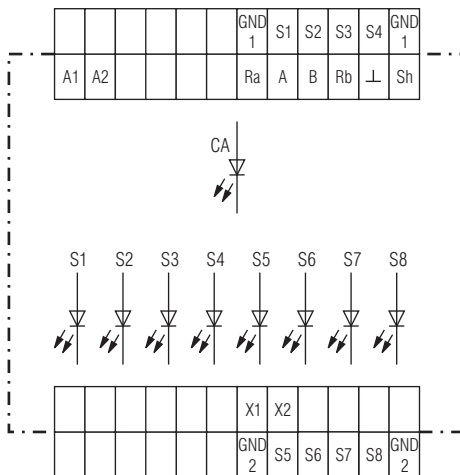 GND 1 S1 S2 S3 S4 GND 1
A1 A2 Ra A B Rb ⊥ Sh
CA
S1 S2 S3 S4 S5 S6 S7 S8
X1 X2
GND 2 S5 S6 S7 S8 GND 2